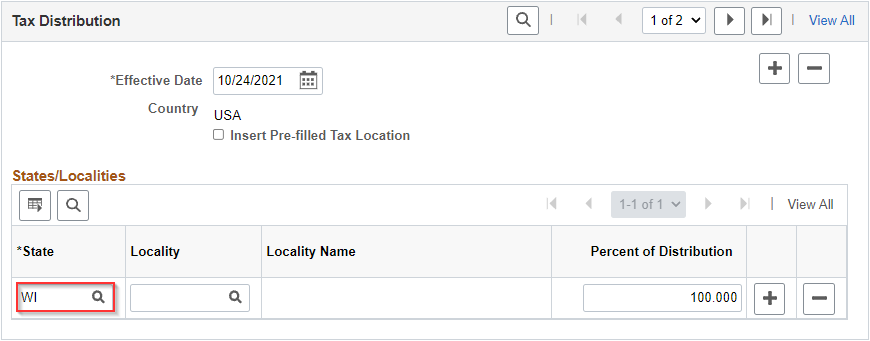 Tax Distribution | 1 of 2 | View All
*Effective Date 10/24/2021
Country USA
Insert Pre-filled Tax Location
States/Localities
1-1 of 1 | View All
*State Locality Locality Name Percent of Distribution
WI 100.000